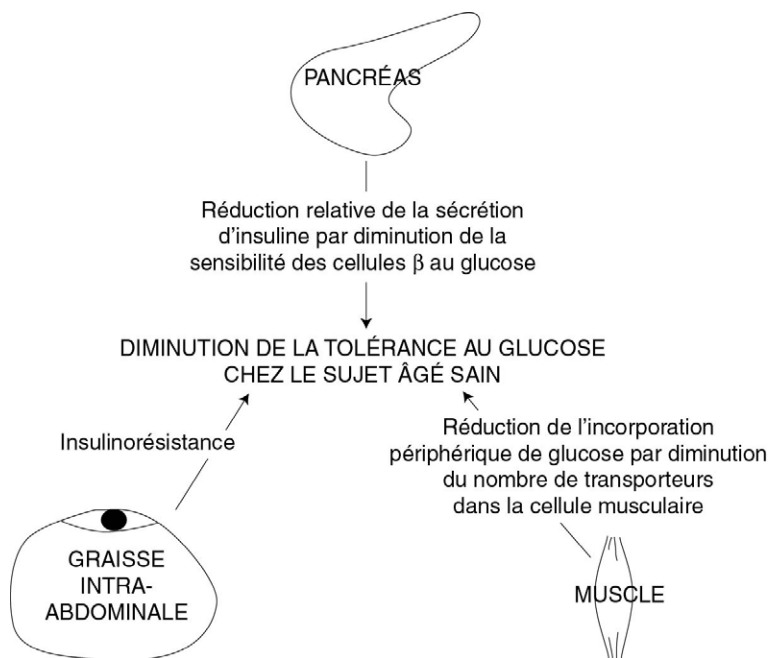 PANCRÉAS
Réduction relative de la sécrétion
d'insuline par diminution de la
sensibilité des cellules β au glucose
DIMINUTION DE LA TOLÉRANCE AU GLUCOSE
CHEZ LE SUJET ÂGÉ SAIN
Insulinorésistance
Réduction de l'incorporation
périphérique de glucose par diminution
du nombre de transporteurs
dans la cellule musculaire
GRAISSE
INTRA-
ABDOMINALE
MUSCLE